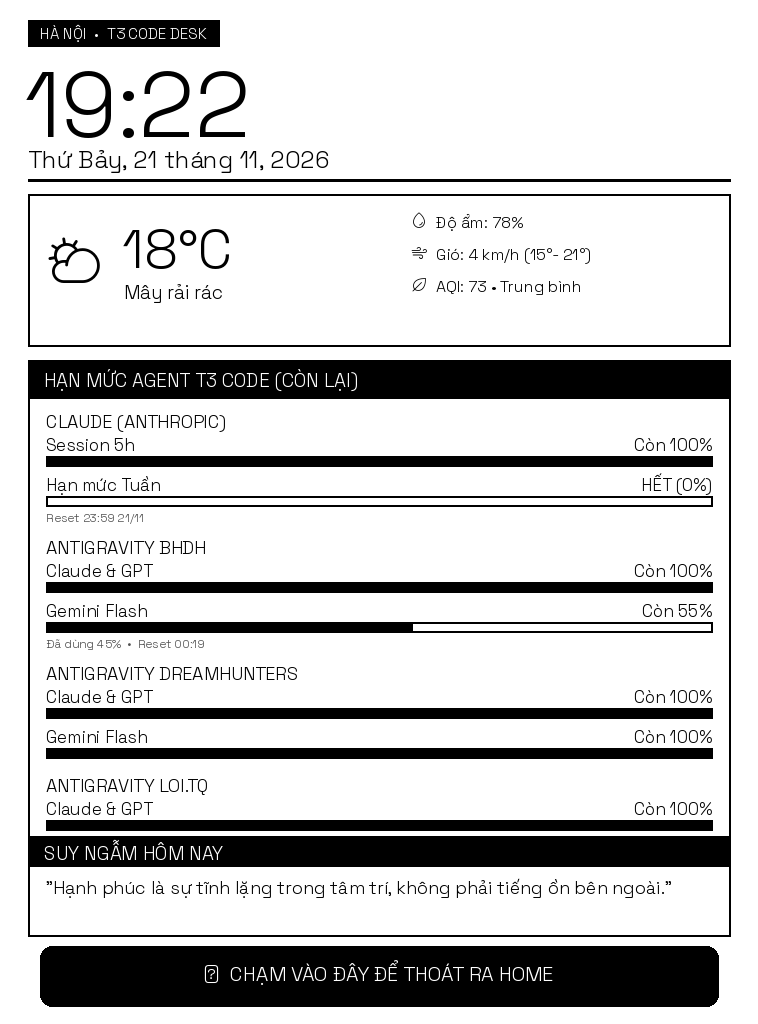 HÀ NỘI • T3 CODE DESK
19:22
Thứ Bảy, 21 tháng 11, 2026
18°C
Mây rải rác
Độ ẩm: 78%
Gió: 4 km/h (15°- 21°)
AQI: 73 • Trung bình
HẠN MỨC AGENT T3 CODE (CÒN LẠI)
CLAUDE (ANTHROPIC)
Session 5h Còn 100%
Hạn mức Tuần HẾT (0%)
Reset 23:59 21/11
ANTIGRAVITY BHDH
Claude & GPT Còn 100%
Gemini Flash Còn 55%
Đã dùng 45% • Reset 00:19
ANTIGRAVITY DREAMHUNTERS
Claude & GPT Còn 100%
Gemini Flash Còn 100%
ANTIGRAVITY LOI.TQ
Claude & GPT Còn 100%
SUY NGẪM HÔM NAY
"Hạnh phúc là sự tĩnh lặng trong tâm trí, không phải tiếng ồn bên ngoài."
CHẠM VÀO ĐÂY ĐỂ THOÁT RA HOME